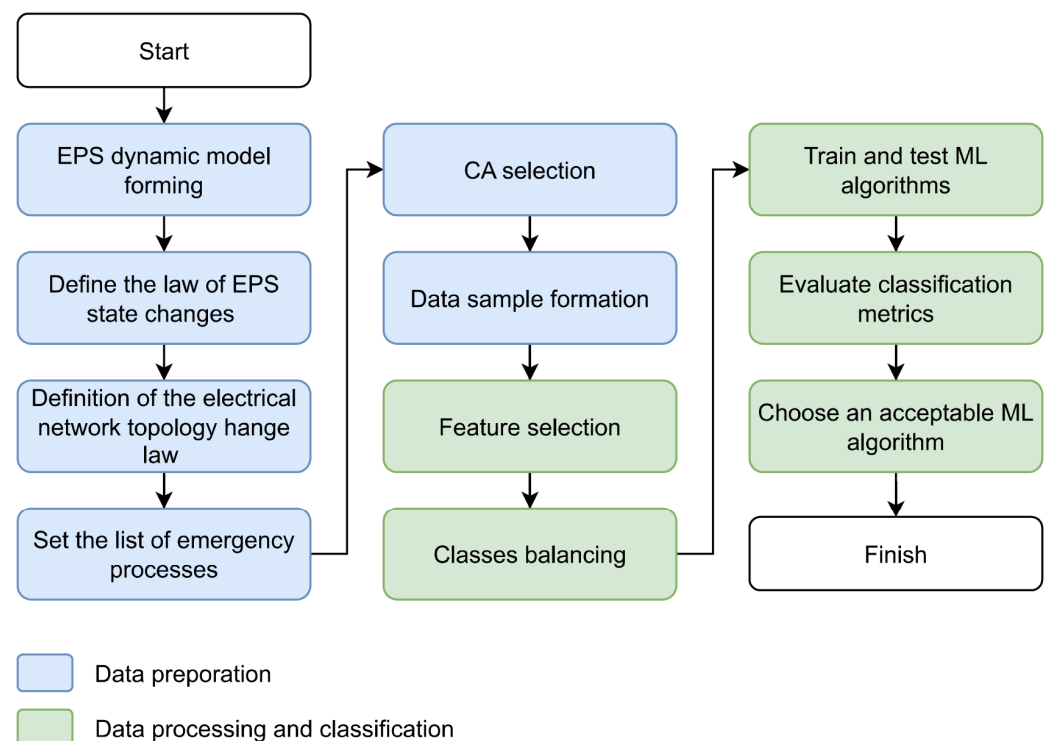 Start
EPS dynamic model
forming
Define the law of EPS
state changes
Definition of the electrical
network topology hange
law
Set the list of emergency
processes
CA selection
Data sample formation
Feature selection
Classes balancing
Train and test ML
algorithms
Evaluate classification
metrics
Choose an acceptable ML
algorithm
Finish
Data preporation
Data processing and classification